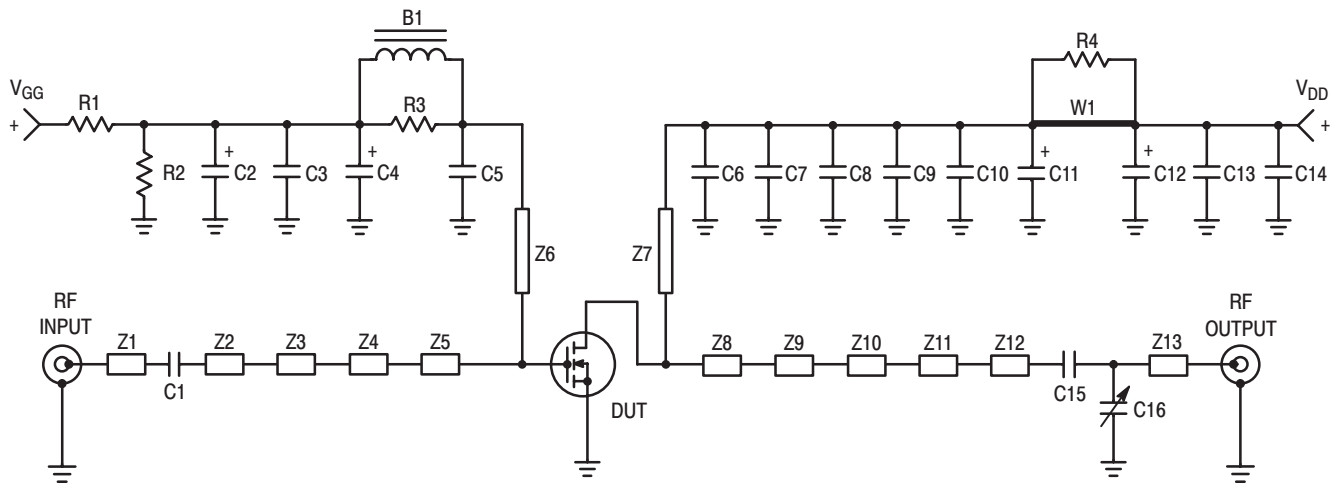 B1
R4
VGG
R1
R3
VDD
+
W1
+
+
+
+
+
R2
C2
C3
C4
C5
C6
C7
C8
C9
C10
C11
C12
C13
C14
Z6
Z7
RF
INPUT
RF
OUTPUT
Z1
Z2
Z3
Z4
Z5
Z8
Z9
Z10
Z11
Z12
Z13
C1
DUT
C15
C16